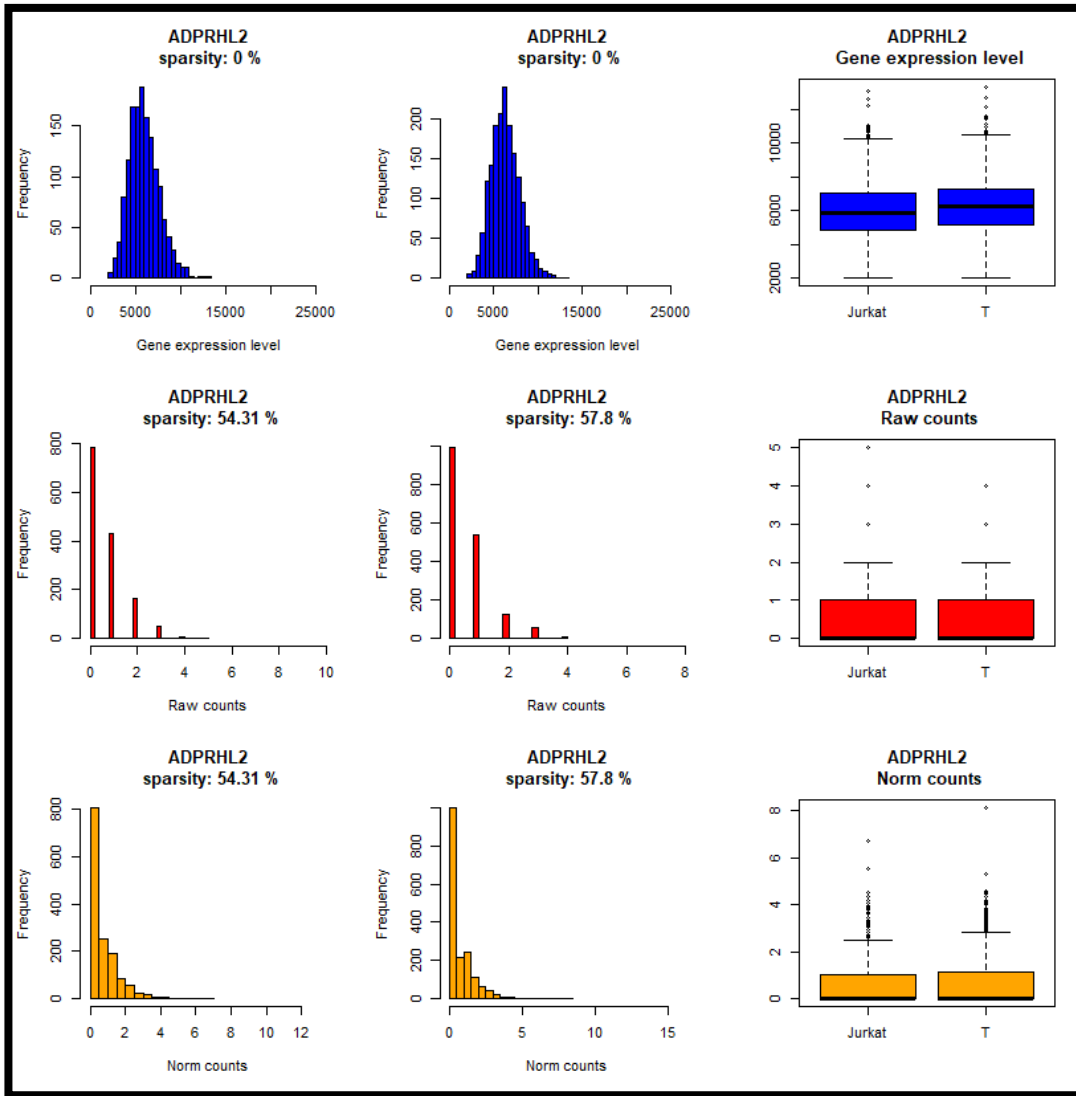 ADPRHL2
sparsity: 0 %
Frequency
0
50
100
150
0
5000
15000
25000
Gene expression level
ADPRHL2
sparsity: 0 %
Frequency
0
50
100
150
200
0
5000
15000
25000
Gene expression level
ADPRHL2
Gene expression level
2000
6000
10000
Jurkat
T
ADPRHL2
sparsity: 54.31 %
Frequency
0
200
400
600
800
0
2
4
6
8
10
Raw counts
ADPRHL2
sparsity: 57.8 %
Frequency
0
200
400
600
800
0
2
4
6
8
Raw counts
ADPRHL2
Raw counts
0
1
2
3
4
5
Jurkat
T
ADPRHL2
sparsity: 54.31 %
Frequency
0
200
400
600
800
0
2
4
6
8
10
12
Norm counts
ADPRHL2
sparsity: 57.8 %
Frequency
0
200
400
600
800
0
5
10
15
Norm counts
ADPRHL2
Norm counts
0
2
4
6
8
Jurkat
T